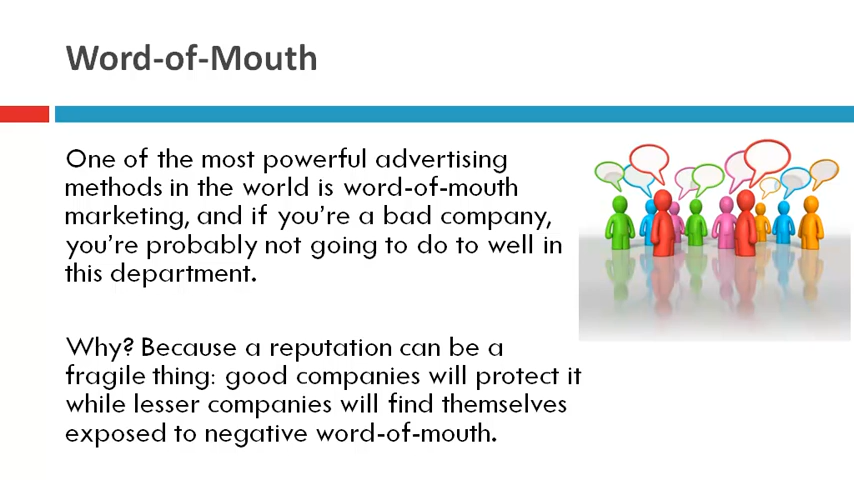 Word-of-Mouth
One of the most powerful advertising
methods in the world is word-of-mouth
marketing, and if you're a bad company,
you're probably not going to do to well in
this department.
Why? Because a reputation can be a
fragile thing: good companies will protect it
while lesser companies will find themselves
exposed to negative word-of-mouth.